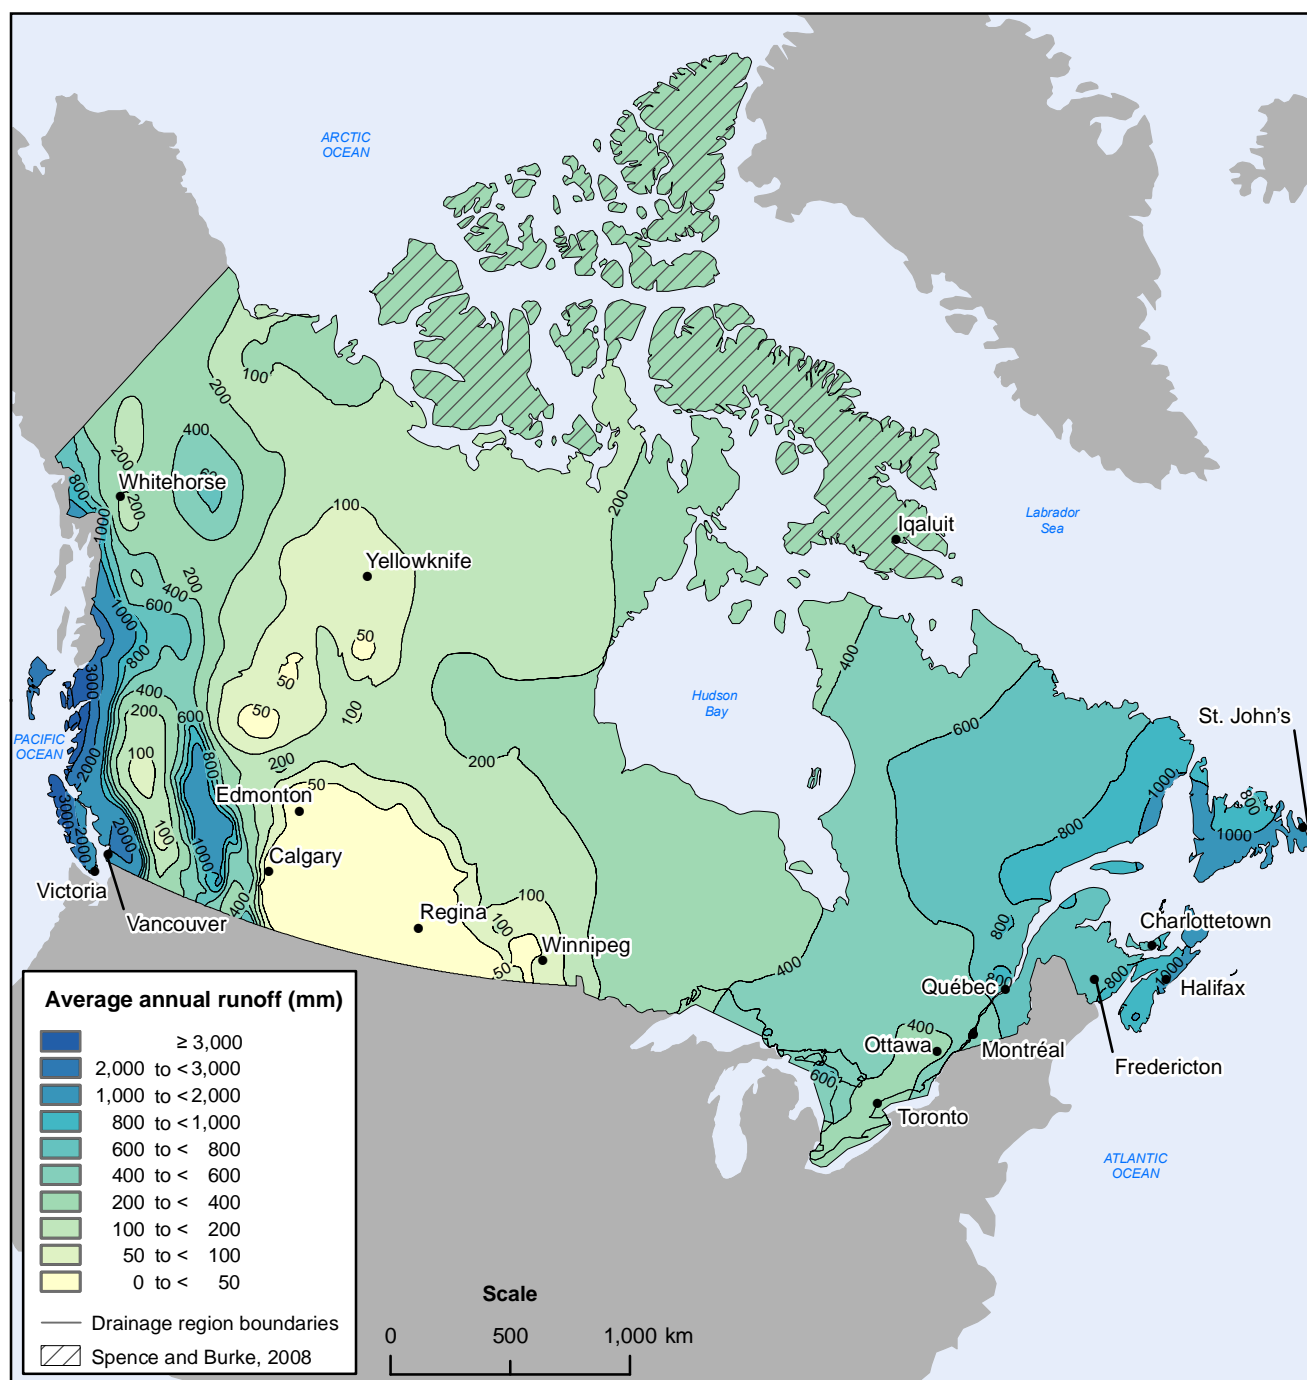 ARCTIC
OCEAN
100
200
400
200
600
800
Whitehorse
200
1000
100
200
Iqaluit
Labrador
Sea
Yellowknife
200
400
600
1000
50
400
800
3000
50
400
200
600
50
100
Hudson
Bay
600
St. John's
PACIFIC
OCEAN
100
800
200
200
2000
50
1000
800
Edmonton
800
3000
2000
2000
100
1000
1000
Calgary
Victoria
400
Regina
100
100
800
Charlottetown
Vancouver
Winnipeg
50
400
800
1000
Québec
800
Halifax
0
400
Ottawa
Montréal
Fredericton
600
Toronto
ATLANTIC
OCEAN
Average annual runoff (mm)
≥ 3,000
2,000 to < 3,000
1,000 to < 2,000
800 to < 1,000
600 to < 800
400 to < 600
200 to < 400
100 to < 200
50 to < 100
0 to < 50
Drainage region boundaries
Spence and Burke, 2008
Scale
0 500 1,000 km